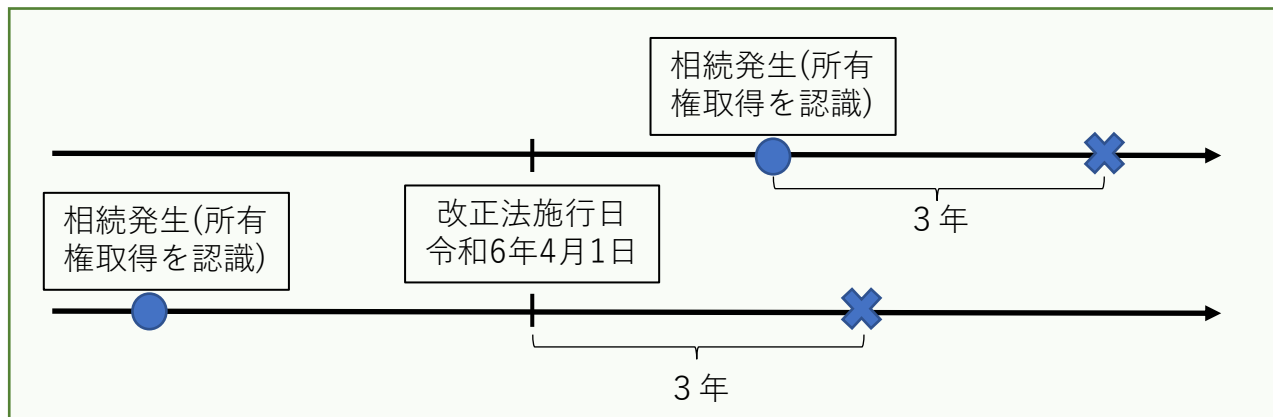 相続発生(所有
権取得を認識)
3年
相続発生(所有
権取得を認識)
改正法施行日
令和6年4月1日
3年